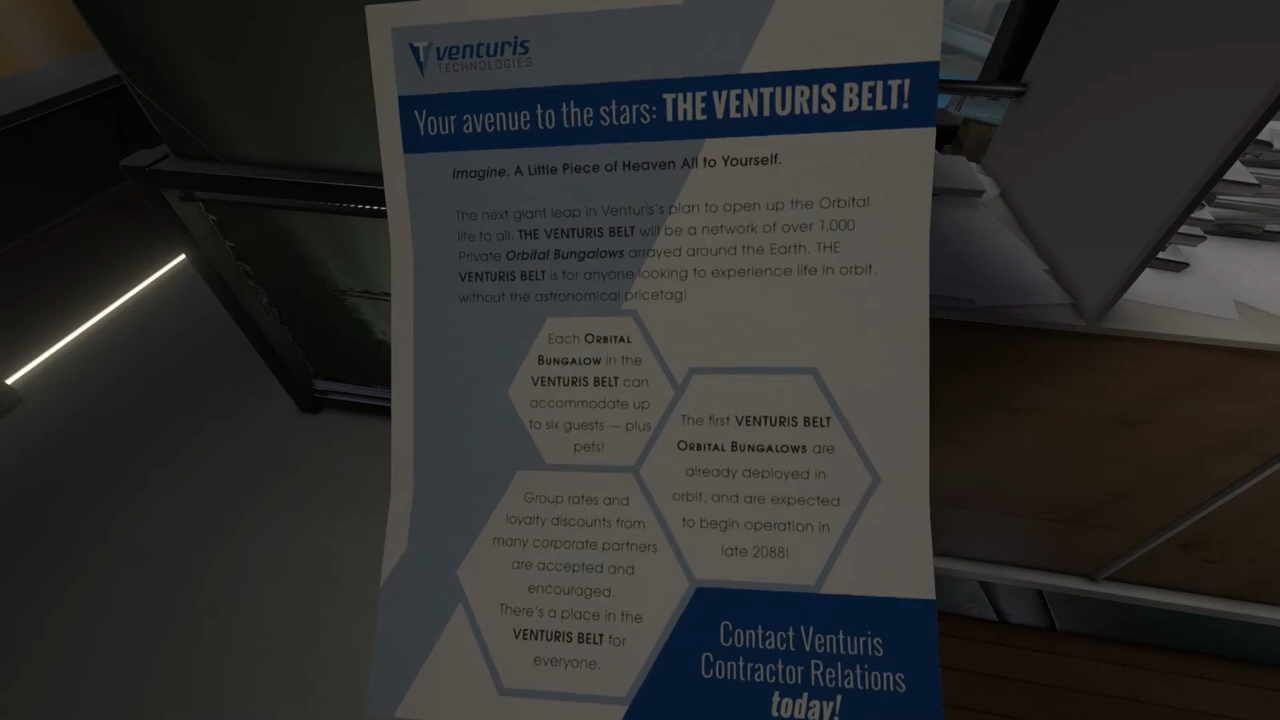 venturis
TECHNOLOGIES
Your avenue to the stars: THE VENTURIS BELT!
Imagine. A Little Piece of Heaven All to Yourself.
The next giant leap in Venturis's plan to open up the Orbital
life to all, THE VENTURIS BELT will be a network of over 1,000
Private Orbital Bungalows arrayed around the Earth. THE
VENTURIS BELT is for anyone looking to experience life in orbit,
without the astronomical pricetag!
Each ORBITAL
BUNGALOW in the
VENTURIS BELT can
accommodate up
to six guests — plus
pets!
The first VENTURIS BELT
ORBITAL BUNGALOWS are
already deployed in
orbit, and are expected
to begin operation in
late 2088!
Group rates and
loyalty discounts from
many corporate partners
are accepted and
encouraged.
There's a place in the
VENTURIS BELT for
everyone.
Contact Venturis
Contractor Relations
today!